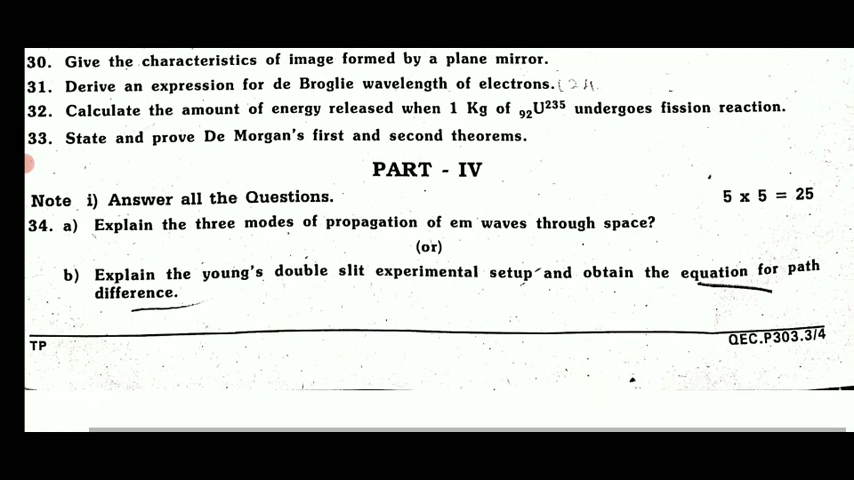 30. Give the characteristics of image formed by a plane mirror.
31. Derive an expression for de Broglie wavelength of electrons.
32. Calculate the amount of energy released when 1 Kg of ₉₂U²³⁵ undergoes fission reaction.
33. State and prove De Morgan's first and second theorems.
PART - IV
Note i) Answer all the Questions. 5 x 5 = 25
34. a) Explain the three modes of propagation of em waves through space?
(or)
b) Explain the young's double slit experimental setup and obtain the equation for path
difference.
TP QEC.P303.3/4